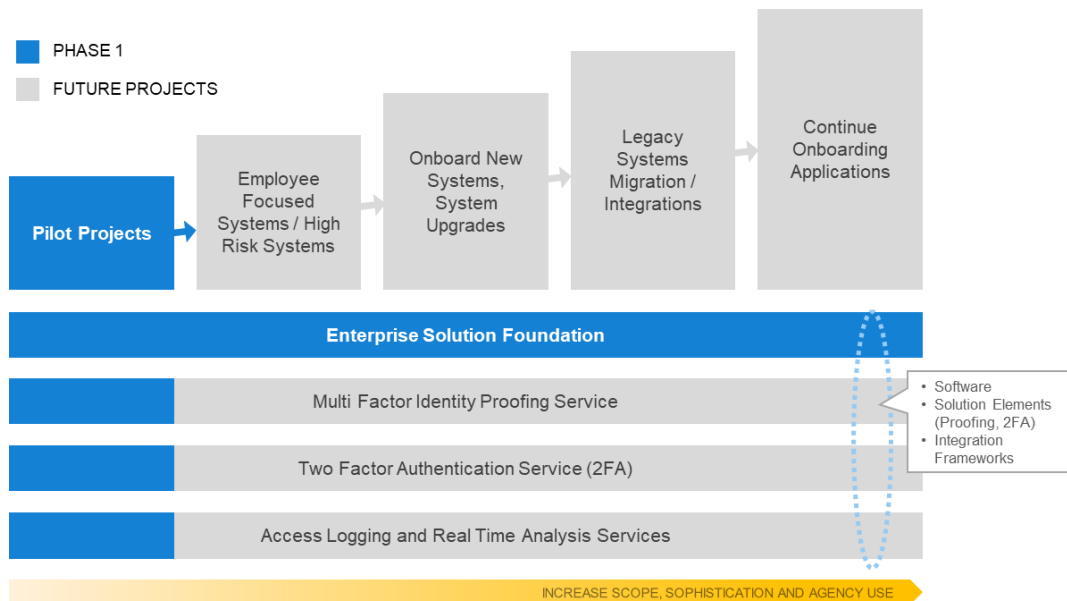 PHASE 1
FUTURE PROJECTS
Pilot Projects
Employee
Focused
Systems / High
Risk Systems
Onboard New
Systems,
System
Upgrades
Legacy
Systems
Migration /
Integrations
Continue
Onboarding
Applications
Enterprise Solution Foundation
Multi Factor Identity Proofing Service
Two Factor Authentication Service (2FA)
Access Logging and Real Time Analysis Services
• Software
• Solution Elements
(Proofing, 2FA)
• Integration
Frameworks
INCREASE SCOPE, SOPHISTICATION AND AGENCY USE